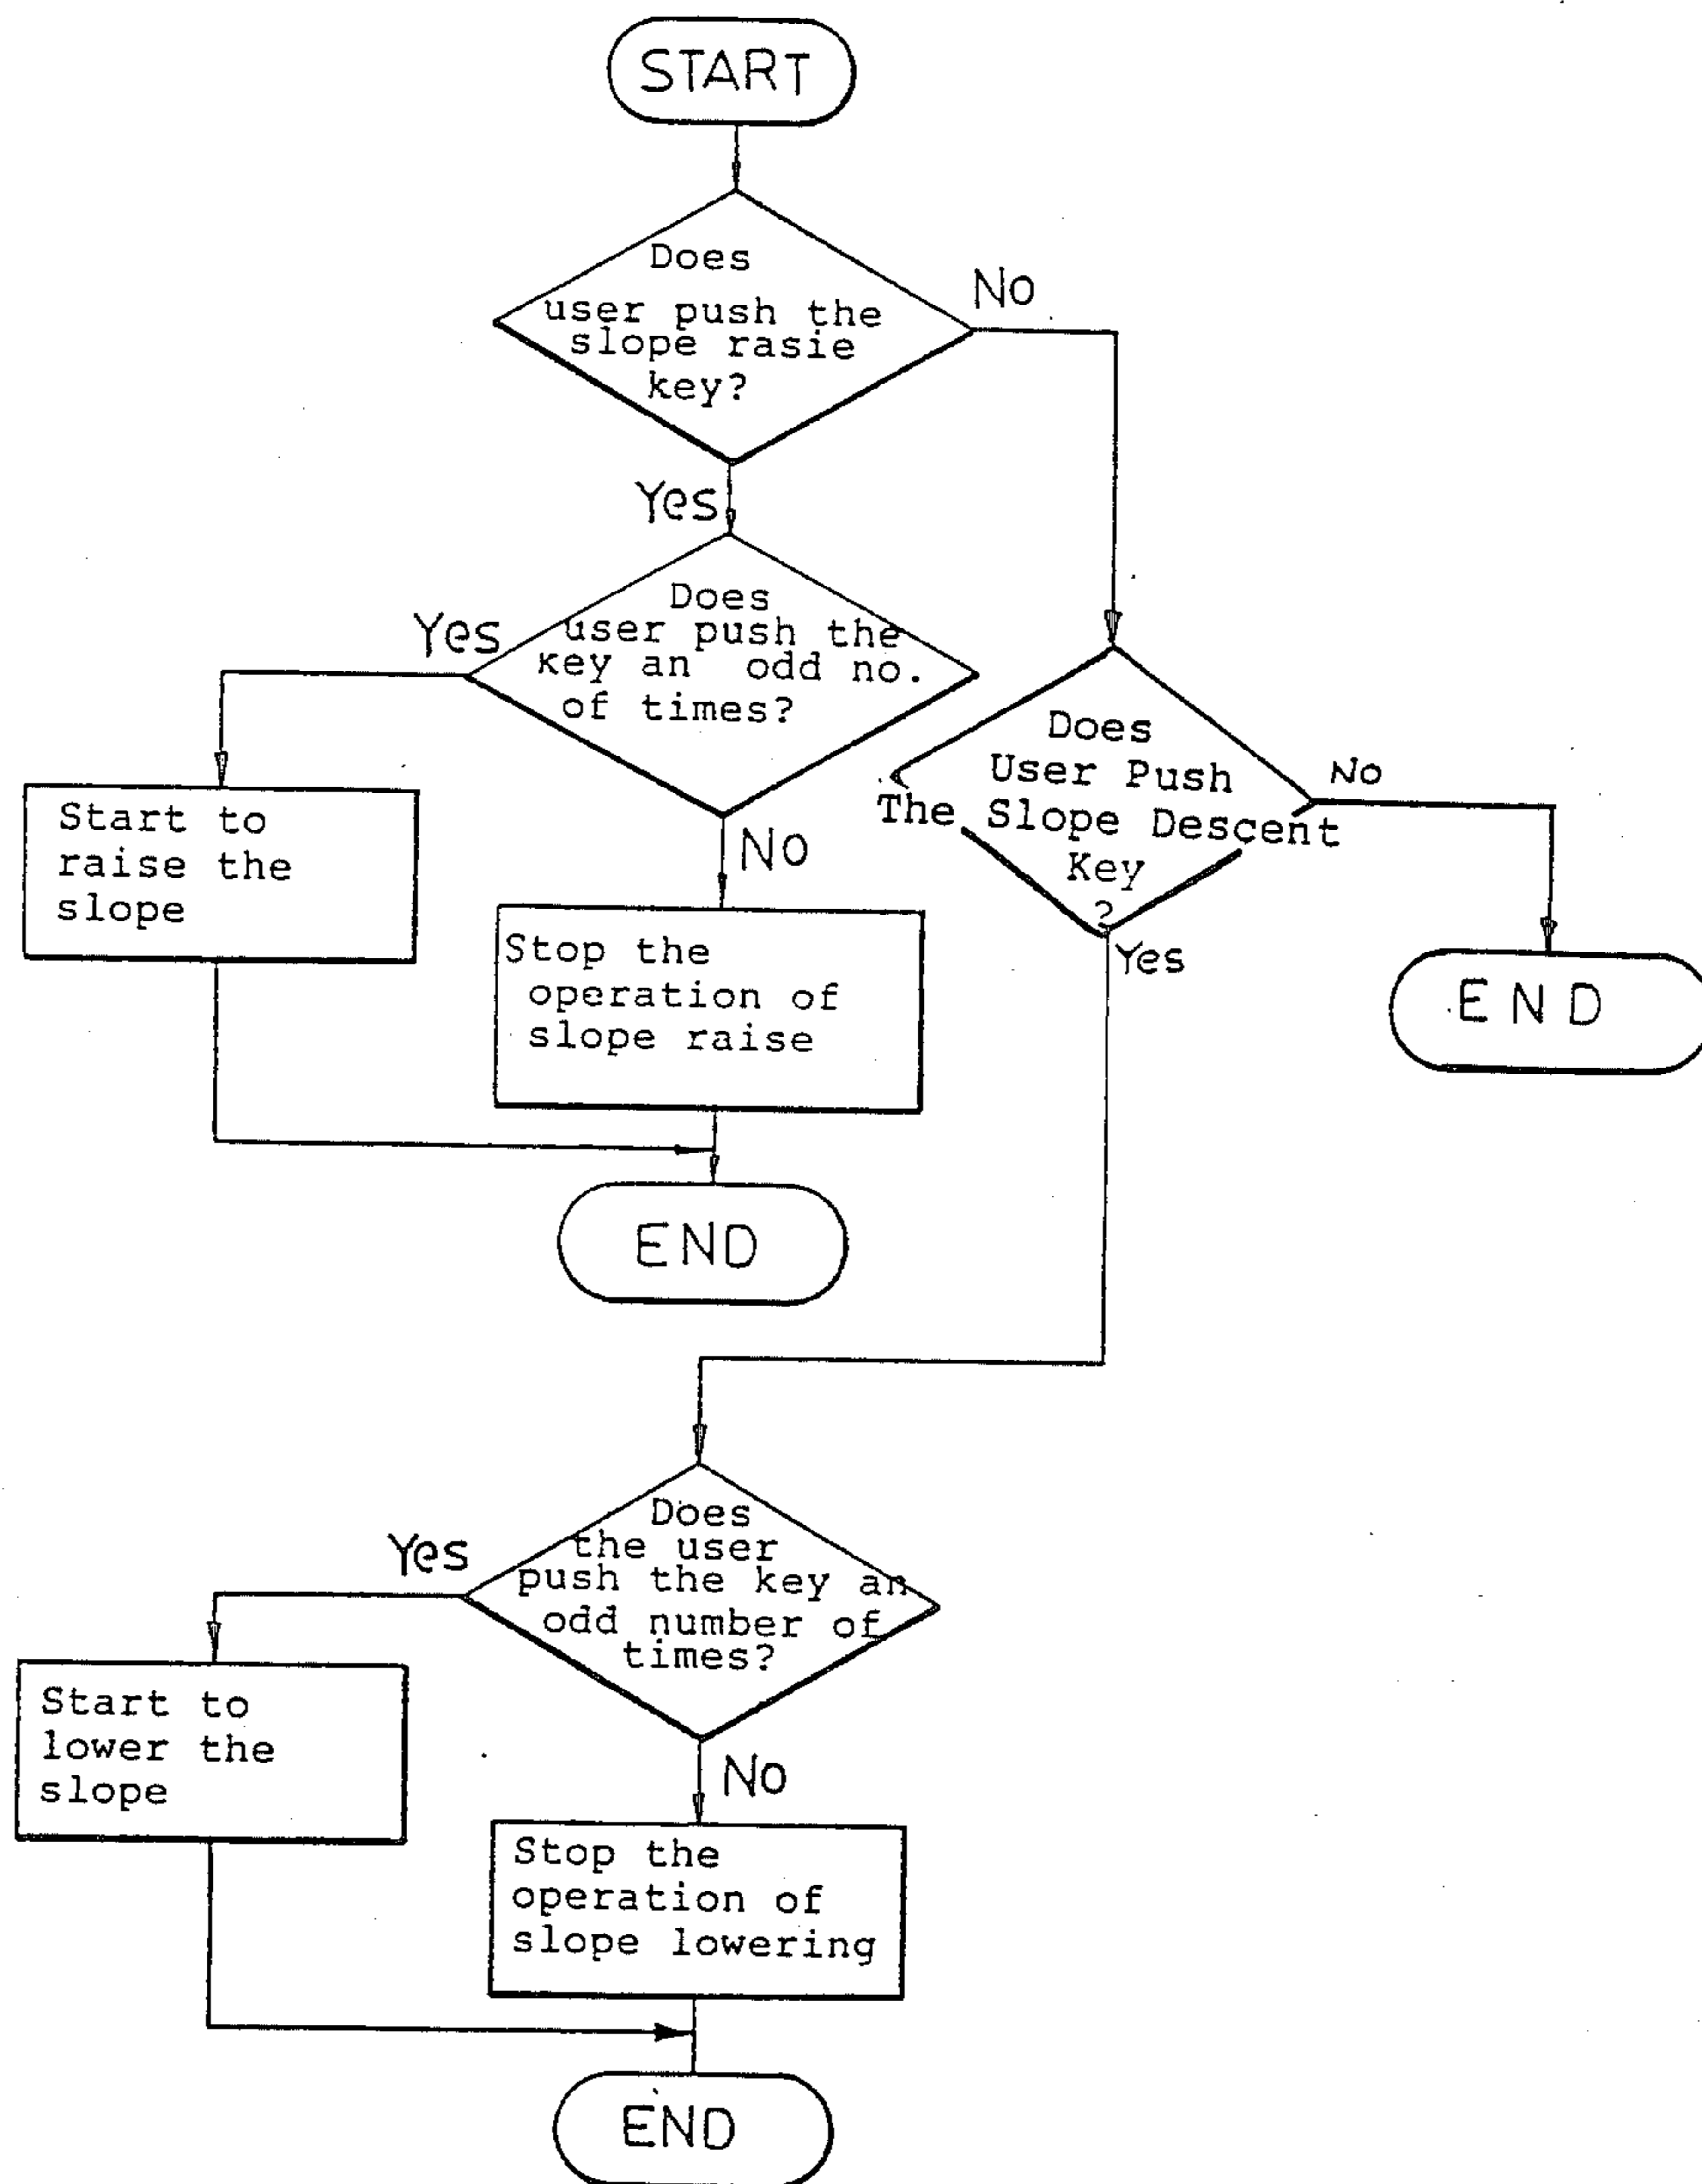 START
Does
user push the
slope rasie
key?
No
Yes
Does
user push the
key an odd no.
of times?
Yes
No
Start to
raise the
slope
Stop the
operation of
slope raise
END
Does
User Push
The Slope Descent
Key
?
No
Yes
END
Does
the user
push the key an
odd number of
times?
Yes
No
Start to
lower the
slope
Stop the
operation of
slope lowering
END